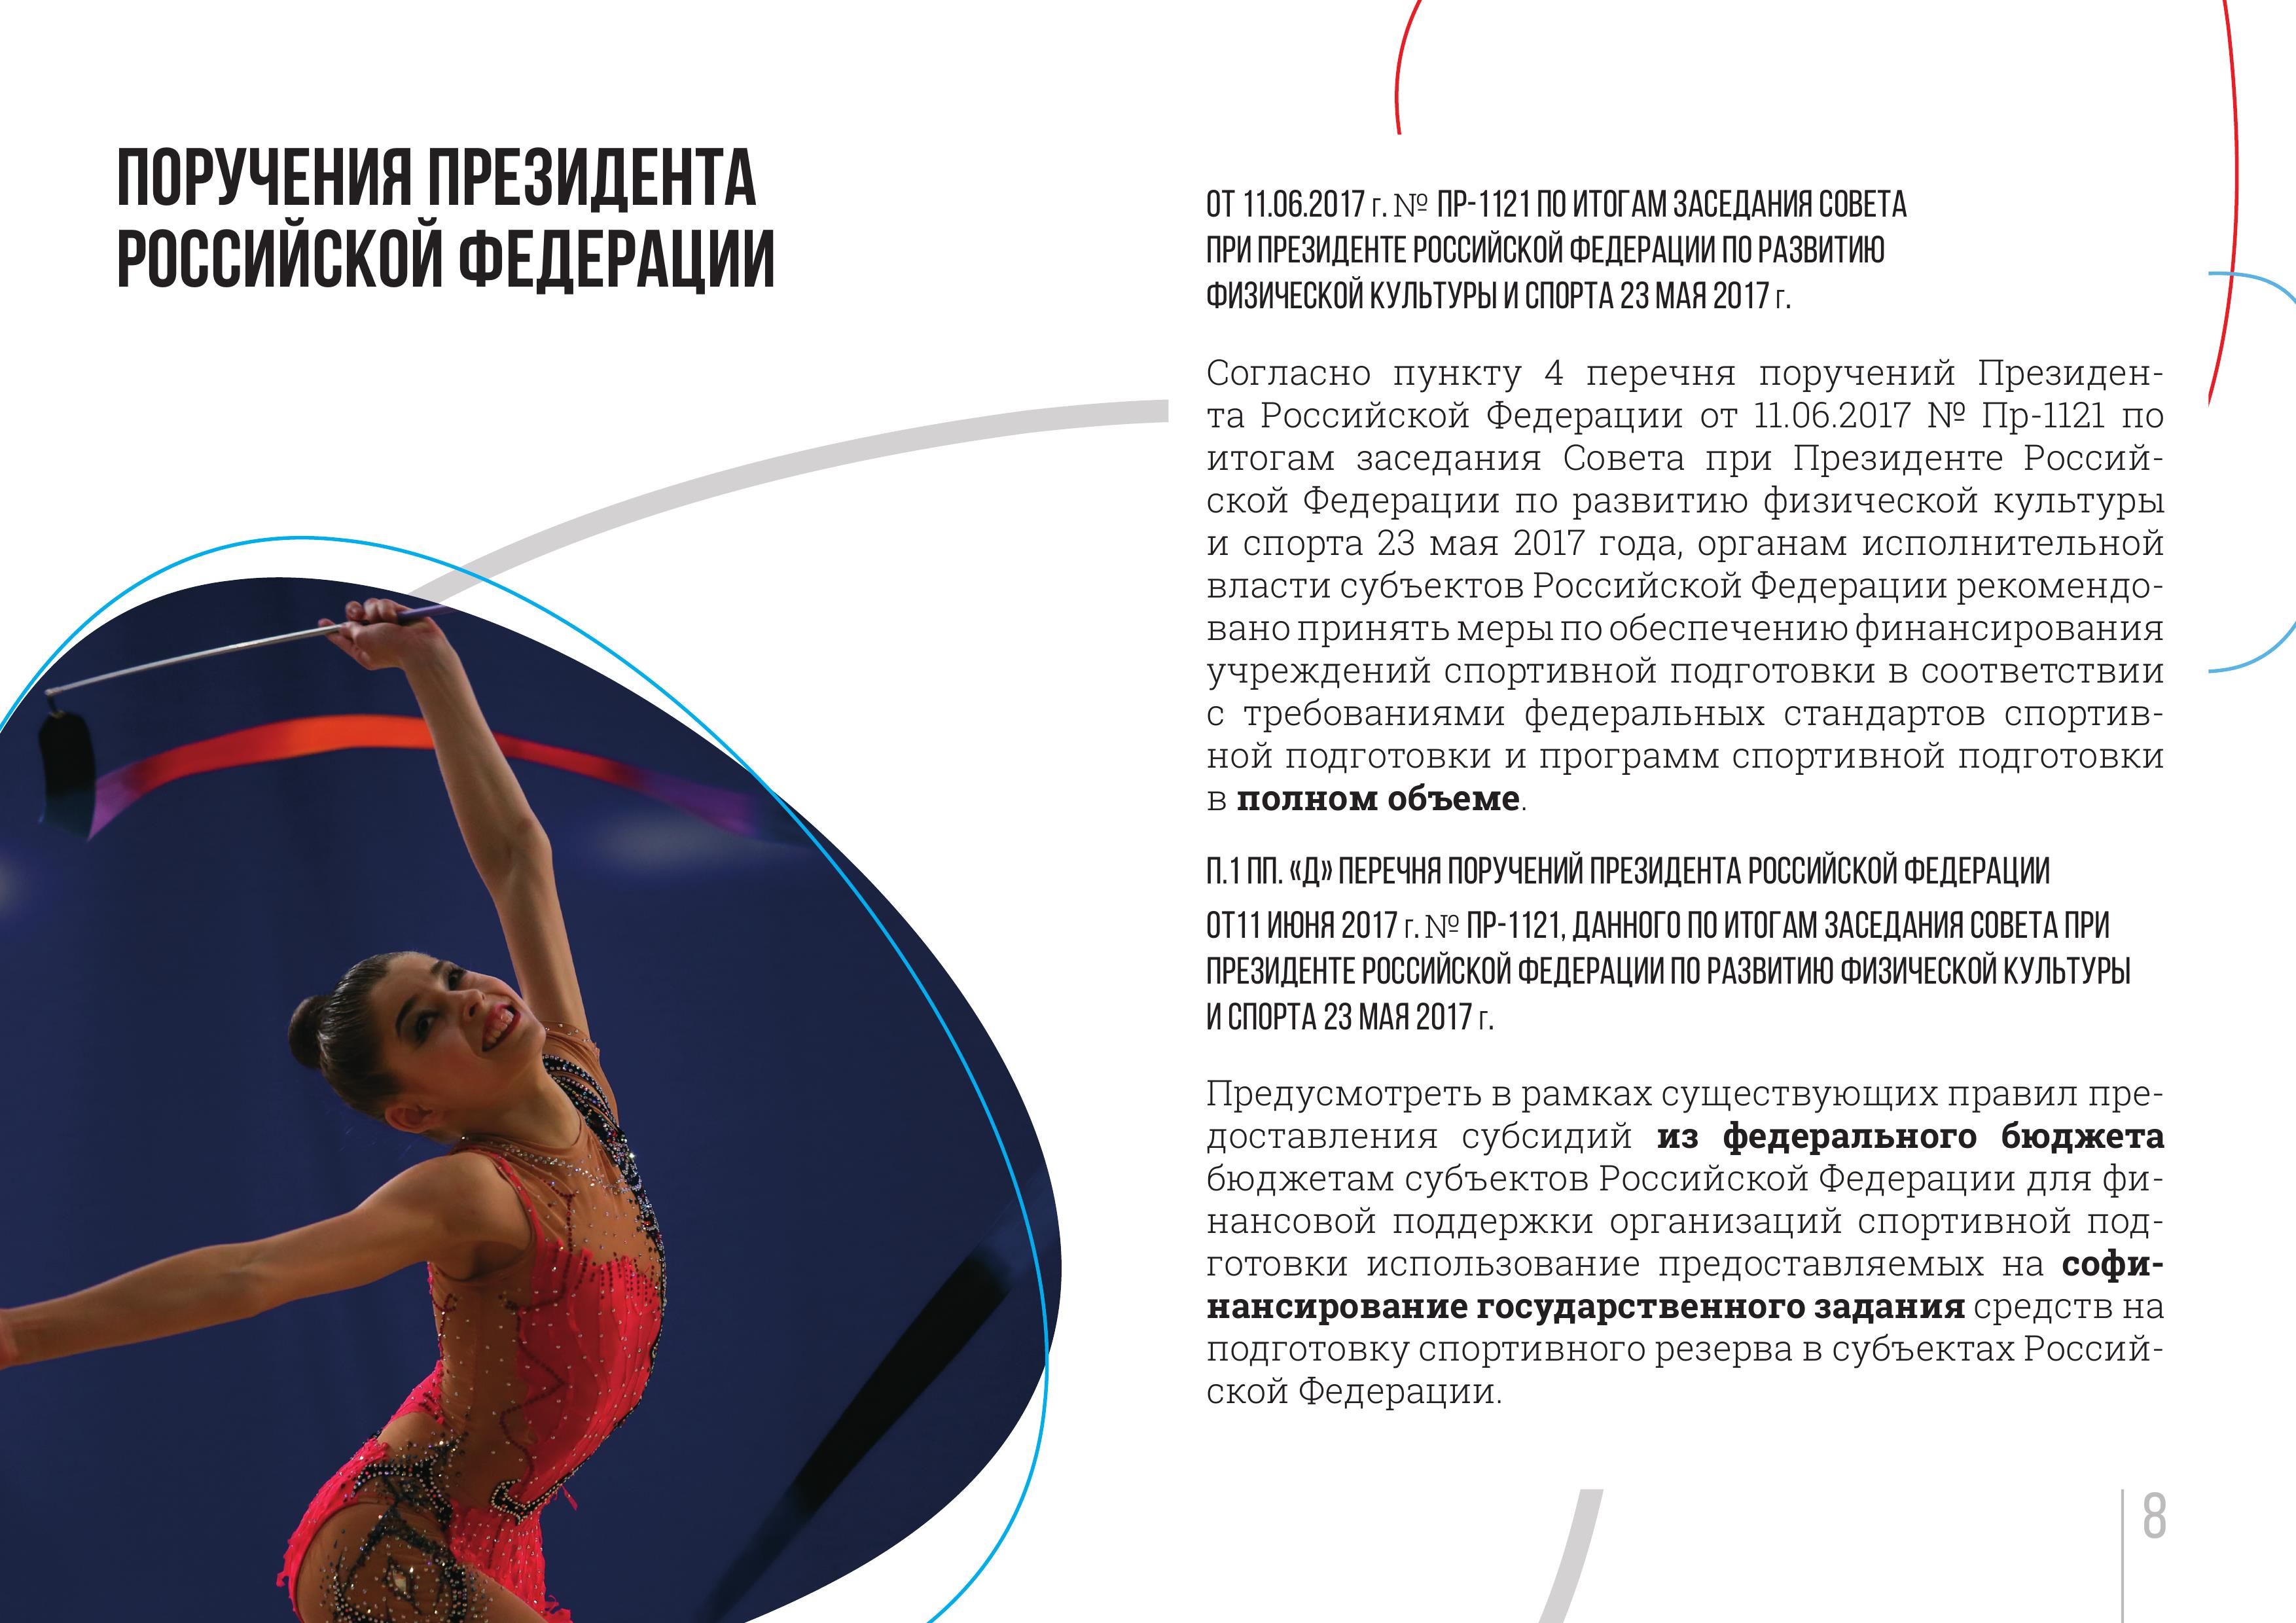 ПОРУЧЕНИЯ ПРЕЗИДЕНТА
РОССИЙСКОЙ ФЕДЕРАЦИИ
ОТ 11.06.2017 г. № ПР-1121 ПО ИТОГАМ ЗАСЕДАНИЯ СОВЕТА
ПРИ ПРЕЗИДЕНТЕ РОССИЙСКОЙ ФЕДЕРАЦИИ ПО РАЗВИТИЮ
ФИЗИЧЕСКОЙ КУЛЬТУРЫ И СПОРТА 23 МАЯ 2017 г.
Согласно пункту 4 перечня поручений Президен-
та Российской Федерации от 11.06.2017 № Пр-1121 по
итогам заседания Совета при Президенте Россий-
ской Федерации по развитию физической культуры
и спорта 23 мая 2017 года, органам исполнительной
власти субъектов Российской Федерации рекомендо-
вано принять меры по обеспечению финансирования
учреждений спортивной подготовки в соответствии
с требованиями федеральных стандартов спортив-
ной подготовки и программ спортивной подготовки
в полном объеме.
П.1 ПП. «Д» ПЕРЕЧНЯ ПОРУЧЕНИЙ ПРЕЗИДЕНТА РОССИЙСКОЙ ФЕДЕРАЦИИ
ОТ11 ИЮНЯ 2017 г. № ПР-1121, ДАННОГО ПО ИТОГАМ ЗАСЕДАНИЯ СОВЕТА ПРИ
ПРЕЗИДЕНТЕ РОССИЙСКОЙ ФЕДЕРАЦИИ ПО РАЗВИТИЮ ФИЗИЧЕСКОЙ КУЛЬТУРЫ
И СПОРТА 23 МАЯ 2017 г.
Предусмотреть в рамках существующих правил пре-
доставления субсидий из федерального бюджета
бюджетам субъектов Российской Федерации для фи-
нансовой поддержки организаций спортивной под-
готовки использование предоставляемых на софи-
нансирование государственного задания средств на
подготовку спортивного резерва в субъектах Россий-
ской Федерации.
8